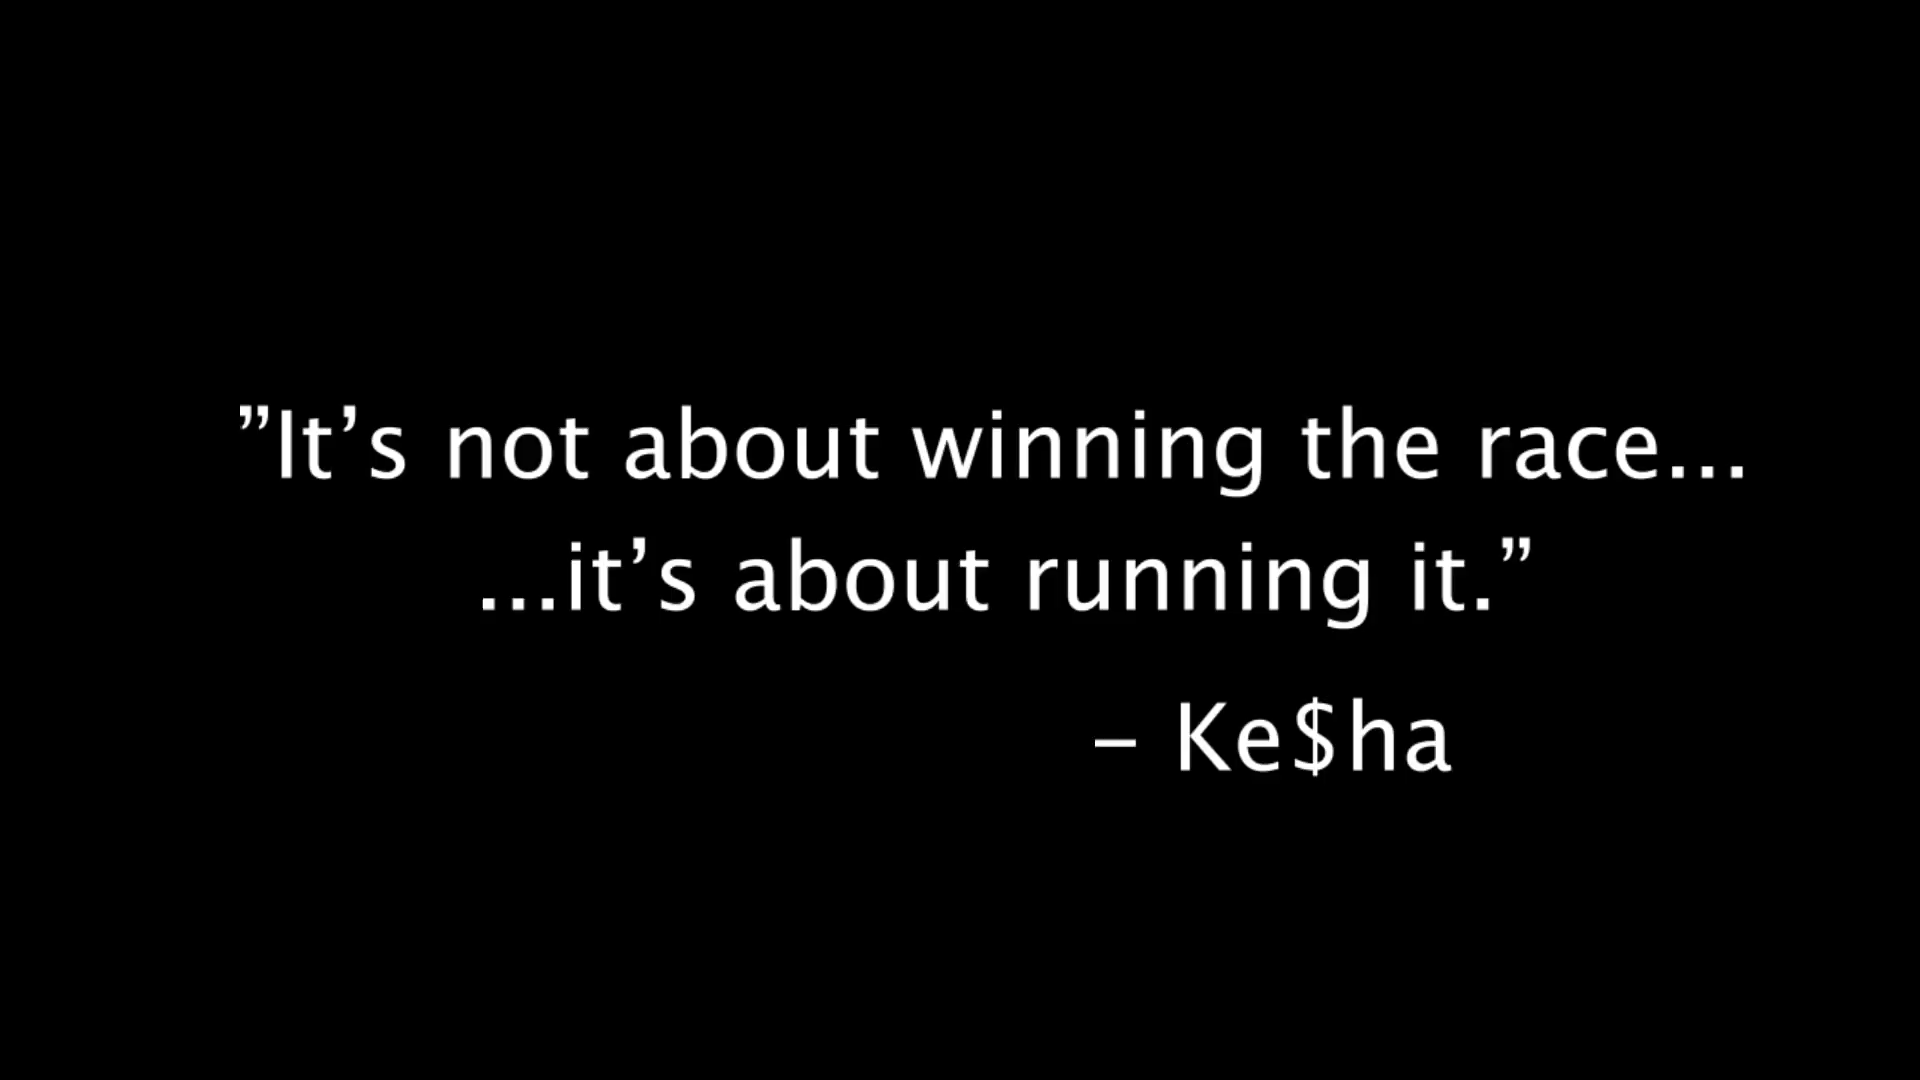 ”It’s not about winning the race...
...it’s about running it.”
– Ke$ha